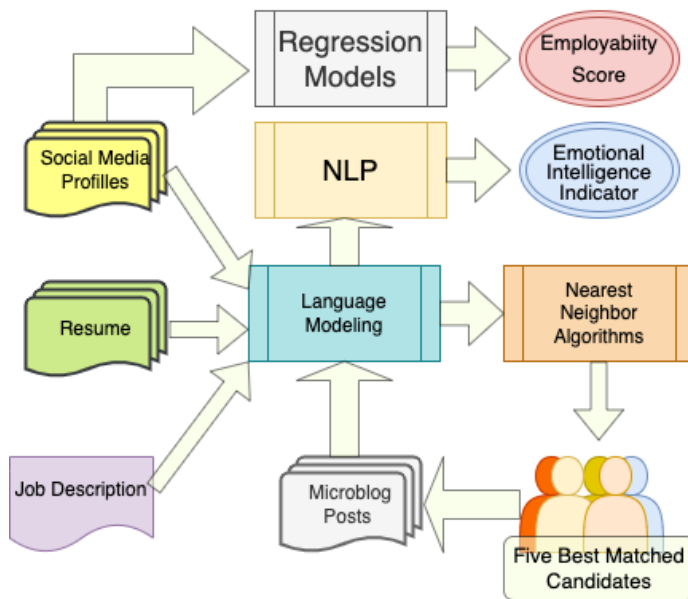 Regression
Models
Employabiity
Score
Social Media
Profilles
NLP
Emotional
Intelligence
Indicator
Resume
Language
Modeling
Nearest
Neighbor
Algorithms
Job Description
Microblog
Posts
Five Best Matched
Candidates